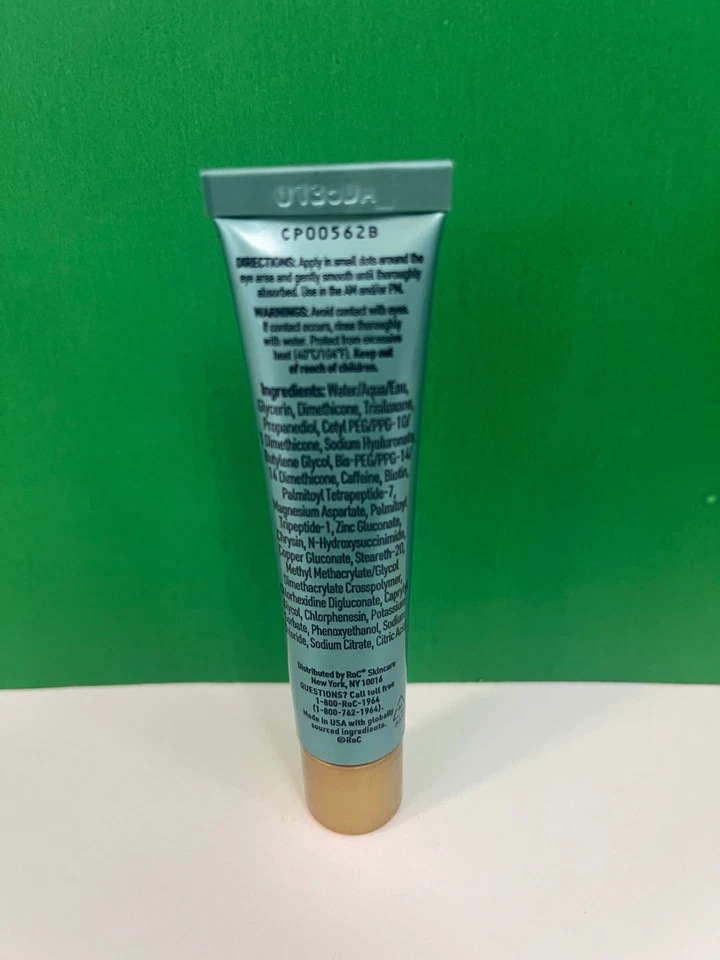 CP00562B
DIRECTIONS: Apply in small dots around the
eye area and gently smooth until thoroughly
absorbed. Use in the AM and/or PM.
WARNINGS: Avoid contact with eyes.
If contact occurs, rinse thoroughly
with water. Protect from excessive
heat (40°C/104°F). Keep out
of reach of children.
Ingredients: Water/Aqua/Eau,
Glycerin, Dimethicone, Trisiloxane,
Propanediol, Cetyl PEG/PPG-10/
1 Dimethicone, Sodium Hyaluronate,
Butylene Glycol, Bis-PEG/PPG-14/
14 Dimethicone, Caffeine, Biotin,
Palmitoyl Tetrapeptide-7,
Magnesium Aspartate, Palmitoyl
Tripeptide-1, Zinc Gluconate,
Chrysin, N-Hydroxysuccinimide,
Copper Gluconate, Steareth-20,
Methyl Methacrylate/Glycol
Dimethacrylate Crosspolymer,
lorhexidine Digluconate, Capryl
lycol, Chlorphenesin, Potassium
orbate, Phenoxyethanol, Sodium
loride, Sodium Citrate, Citric Acid
Distributed by RoC® Skincare
New York, NY 10016
QUESTIONS? Call toll free
1-800-RoC-1964
(1-800-762-1964).
Made in USA with globally
sourced ingredients.
©RoC